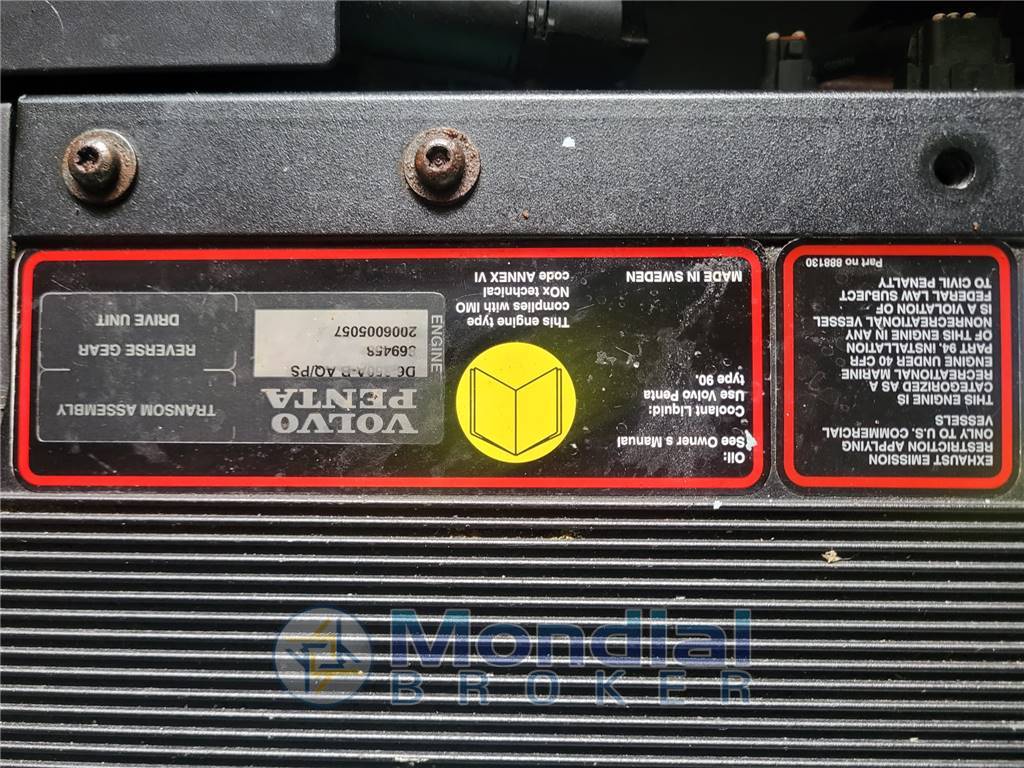 VOLVO
PENTA
TRANSOM ASSEMBLY
REVERSE GEAR
DRIVE UNIT
ENGINE
D6-350A-B AQ/PS
869458
2006005057
Oil:
See Owner s Manual
Coolant Liquid:
Use Volvo Penta
type 90.
This engine type
complies with IMO
NOx technical
code ANNEX VI
MADE IN SWEDEN
EXHAUST EMISSION
RESTRICTION APPLYING
ONLY TO U.S. COMMERCIAL
VESSELS
THIS ENGINE IS
CATEGORIZED AS A
RECREATIONAL MARINE
ENGINE UNDER 40 CFR
PART 94. INSTALLATION
OF THIS ENGINE IN ANY
NONRECREATIONAL VESSEL
IS A VIOLATION OF
FEDERAL LAW SUBJECT
TO CIVIL PENALTY
Part no 888130
Mondial
BROKER